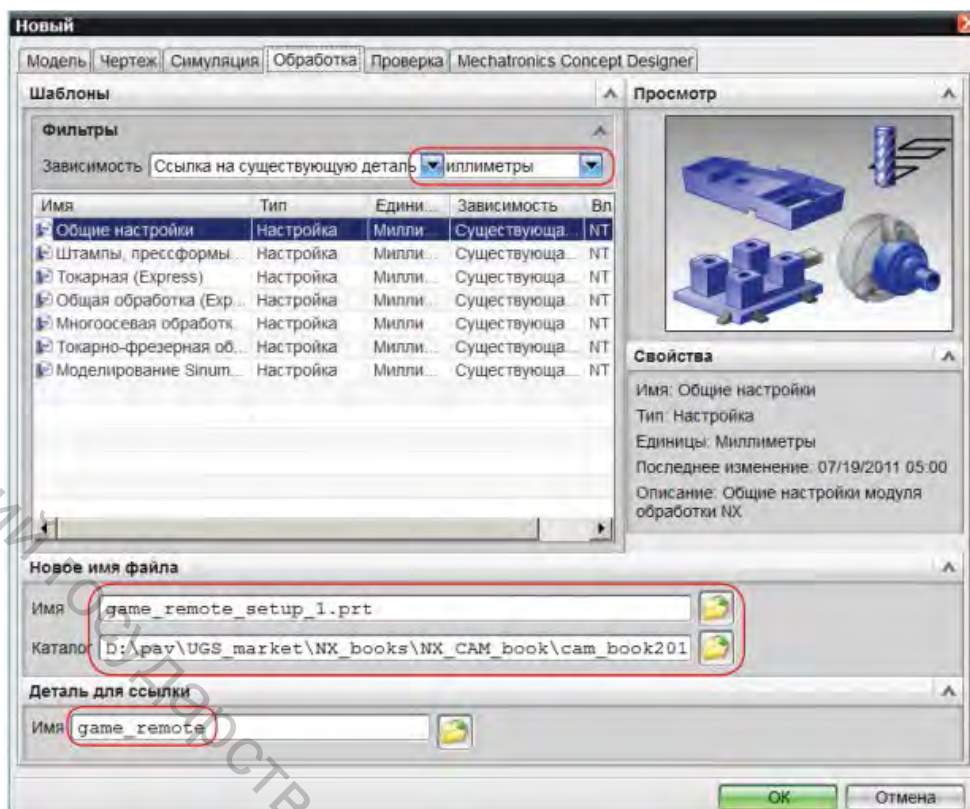 Новый
Модель Чертеж Симуляция Обработка Проверка Mechatronics Concept Designer
Шаблоны
Фильтры
Зависимость Ссылка на существующую деталь иллиметры
Имя Тип Едини... Зависимость Вл
Общие настройки Настройка Милли... Существующа... NT
Штампы, прессформы... Настройка Милли... Существующа... NT
Токарная (Express) Настройка Милли... Существующа... NT
Общая обработка (Exp... Настройка Милли... Существующа... NT
Многоосевая обработк... Настройка Милли... Существующа... NT
Токарно-фрезерная об... Настройка Милли... Существующа... NT
Моделирование Sinum... Настройка Милли... Существующа... NT
Просмотр
Свойства
Имя: Общие настройки
Тип: Настройка
Единицы: Миллиметры
Последнее изменение: 07/19/2011 05:00
Описание: Общие настройки модуля
обработки NX
Новое имя файла
Имя game_remote_setup_1.prt
Каталог D:\pav\UGS_market\NX_books\NX_CAM_book\cam_book201
Деталь для ссылки
Имя game_remote
OK Отмена